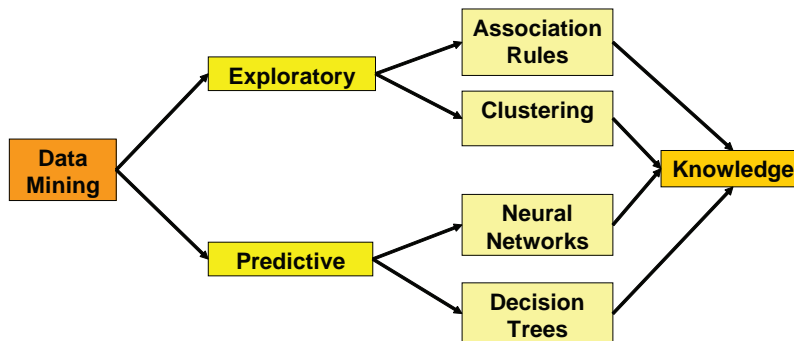 Data
Mining
Exploratory
Predictive
Association
Rules
Clustering
Neural
Networks
Decision
Trees
Knowledge